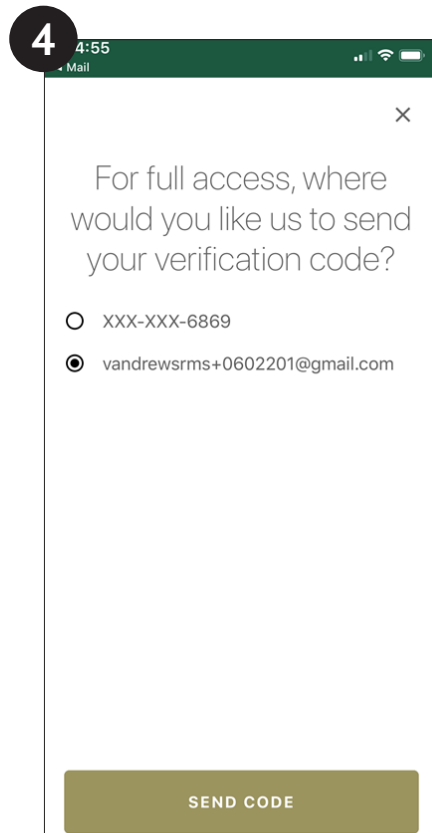 4
4:55
Mail
For full access, where
would you like us to send
your verification code?
XXX-XXX-6869
vandrewsrms+0602201@gmail.com
SEND CODE